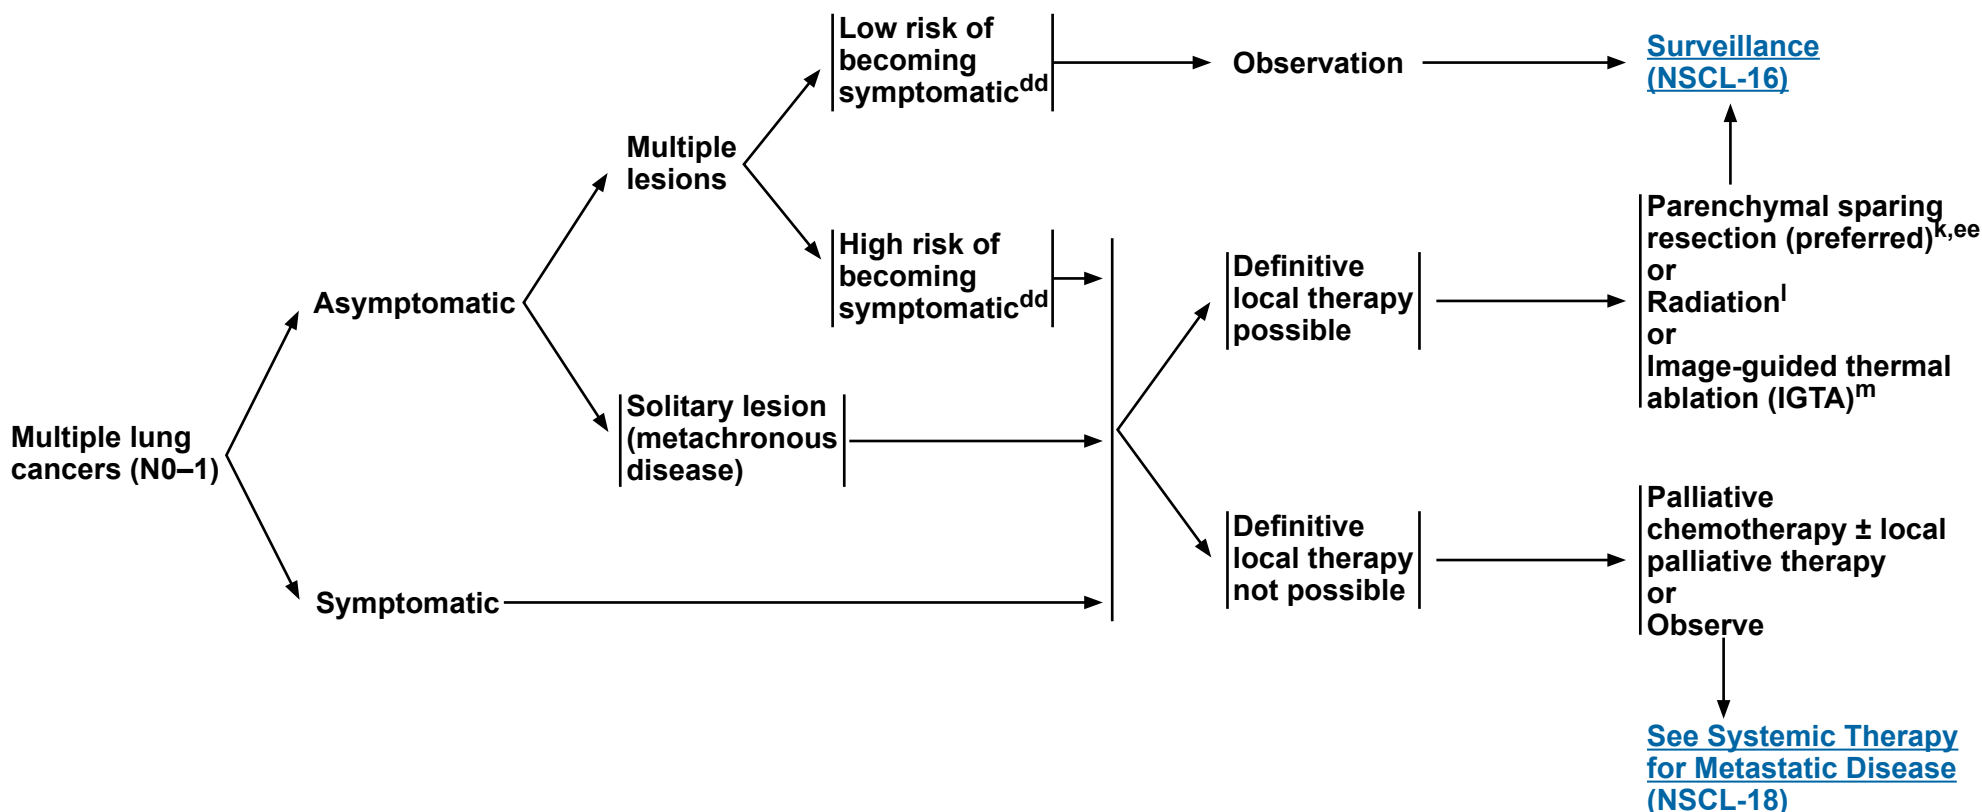 Multiple lung
cancers (N0–1)
Asymptomatic
Symptomatic
Multiple
lesions
Solitary lesion
(metachronous
disease)
Low risk of
becoming
symptomaticdd
High risk of
becoming
symptomaticdd
Observation
Definitive
local therapy
possible
Definitive
local therapy
not possible
Surveillance
(NSCL-16)
Parenchymal sparing
resection (preferred)k,ee
or
Radiationl
or
Image-guided thermal
ablation (IGTA)m
Palliative
chemotherapy ± local
palliative therapy
or
Observe
See Systemic Therapy
for Metastatic Disease
(NSCL-18)